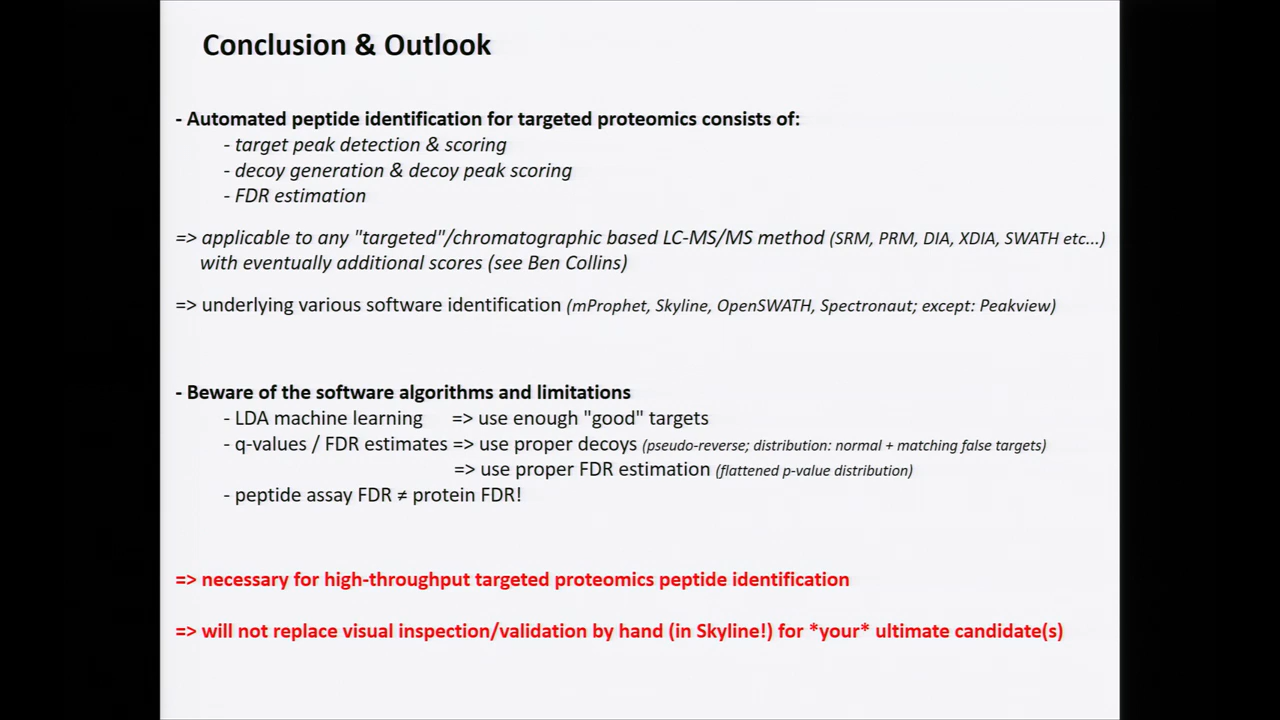 Conclusion & Outlook
- Automated peptide identification for targeted proteomics consists of:
- target peak detection & scoring
- decoy generation & decoy peak scoring
- FDR estimation
=> applicable to any "targeted"/chromatographic based LC-MS/MS method (SRM, PRM, DIA, XDIA, SWATH etc...)
with eventually additional scores (see Ben Collins)
=> underlying various software identification (mProphet, Skyline, OpenSWATH, Spectronaut; except: Peakview)
- Beware of the software algorithms and limitations
- LDA machine learning => use enough "good" targets
- q-values / FDR estimates => use proper decoys (pseudo-reverse; distribution: normal + matching false targets)
=> use proper FDR estimation (flattened p-value distribution)
- peptide assay FDR ≠ protein FDR!
=> necessary for high-throughput targeted proteomics peptide identification
=> will not replace visual inspection/validation by hand (in Skyline!) for *your* ultimate candidate(s)